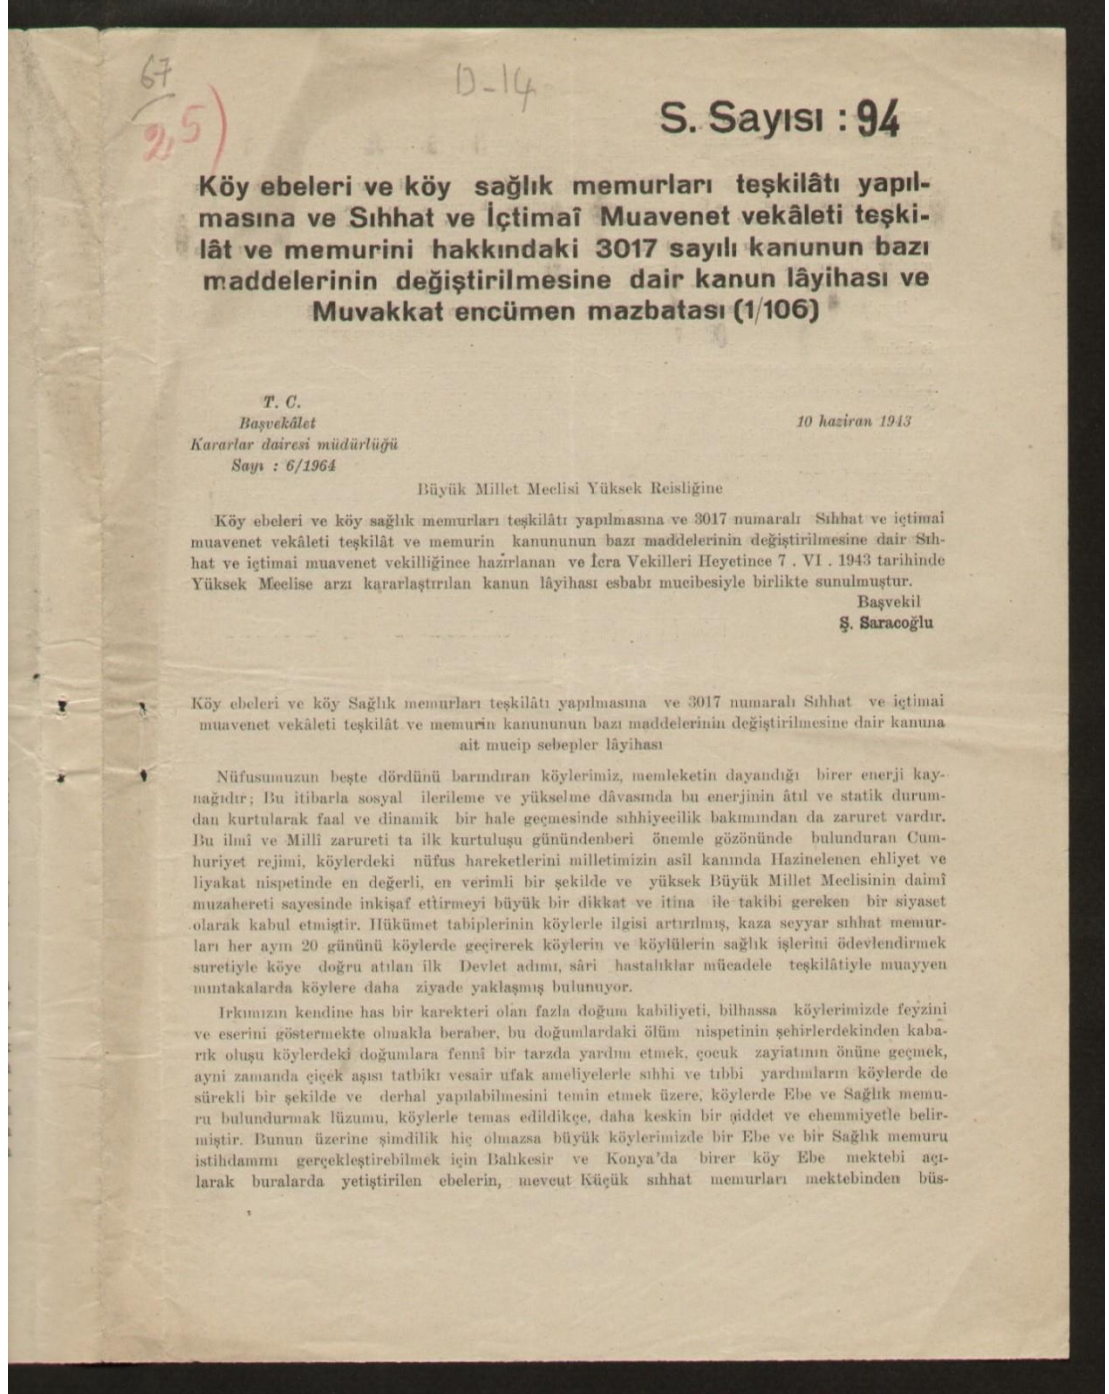 67
D-14
25)
S. Sayısı : 94
Köy ebeleri ve köy sağlık memurları teşkilâtı yapıl-
masına ve Sıhhat ve İçtimaî Muavenet vekâleti teşki-
lât ve memurini hakkındaki 3017 sayılı kanunun bazı
maddelerinin değiştirilmesine dair kanun lâyihası ve
Muvakkat encümen mazbatası (1/106)
T. C.
Başvekâlet
10 haziran 1943
Kararlar dairesi müdürlüğü
Sayı : 6/1964
Büyük Millet Meclisi Yüksek Reisliğine
Köy ebeleri ve köy sağlık memurları teşkilâtı yapılmasına ve 3017 numaralı Sıhhat ve içtimai
muavenet vekâleti teşkilât ve memurin kanununun bazı maddelerinin değiştirilmesine dair Sıh-
hat ve içtimai muavenet vekilliğince hazırlanan ve İcra Vekilleri Heyetince 7 . VI . 1943 tarihinde
Yüksek Meclise arzı kararlaştırılan kanun lâyihası esbabı mucibesiyle birlikte sunulmuştur.
Başvekil
Ş. Saracoğlu
Köy ebeleri ve köy Sağlık memurları teşkilâtı yapılmasına ve 3017 numaralı Sıhhat ve içtimai
muavenet vekâleti teşkilât ve memurin kanununun bazı maddelerinin değiştirilmesine dair kanuna
ait mucip sebepler lâyihası
Nüfusumuzun beşte dördünü barındıran köylerimiz, memleketin dayandığı birer enerji kay-
nağıdır; Bu itibarla sosyal ilerileme ve yükselme dâvasında bu enerjinin âtıl ve statik durum-
dan kurtularak faal ve dinamik bir hale geçmesinde sıhhiyecilik bakımından da zaruret vardır.
Bu ilmî ve Millî zarureti ta ilk kurtuluşu günündenberi önemle gözönünde bulunduran Cum-
huriyet rejimi, köylerdeki nüfus hareketlerini milletimizin asîl kanında Hazinelenen ehliyet ve
liyakat nispetinde en değerli, en verimli bir şekilde ve yüksek Büyük Millet Meclisinin daimî
muzahereti sayesinde inkişaf ettirmeyi büyük bir dikkat ve itina ile takibi gereken bir siyaset
olarak kabul etmiştir. Hükümet tabiplerinin köylerle ilgisi artırılmış, kaza seyyar sıhhat memur-
ları her ayın 20 gününü köylerde geçirerek köylerin ve köylülerin sağlık işlerini ödevlendirmek
suretiyle köye doğru atılan ilk Devlet adımı, sâri hastalıklar mücadele teşkilâtiyle muayyen
mıntakalarda köylere daha ziyade yaklaşmış bulunuyor.
Irkımızın kendine has bir karekteri olan fazla doğum kabiliyeti, bilhassa köylerimizde feyzini
ve eserini göstermekte olmakla beraber, bu doğumlardaki ölüm nispetinin şehirlerdekinden kaba-
rık oluşu köylerdeki doğumlara fennî bir tarzda yardım etmek, çocuk zayiatının önüne geçmek,
ayni zamanda çiçek aşısı tatbikı vesair ufak ameliyelerle sıhhi ve tıbbi yardımların köylerde de
sürekli bir şekilde ve derhal yapılabilmesini temin etmek üzere, köylerde Ebe ve Sağlık memu-
ru bulundurmak lüzumu, köylerle temas edildikçe, daha keskin bir şiddet ve ehemmiyetle belir-
miştir. Bunun üzerine şimdilik hiç olmazsa büyük köylerimizde bir Ebe ve bir Sağlık memuru
istihdamını gerçekleştirebilmek için Balıkesir ve Konya'da birer köy Ebe mektebi açı-
larak buralarda yetiştirilen ebelerin, mevcut Küçük sıhhat memurları mektebinden büs-